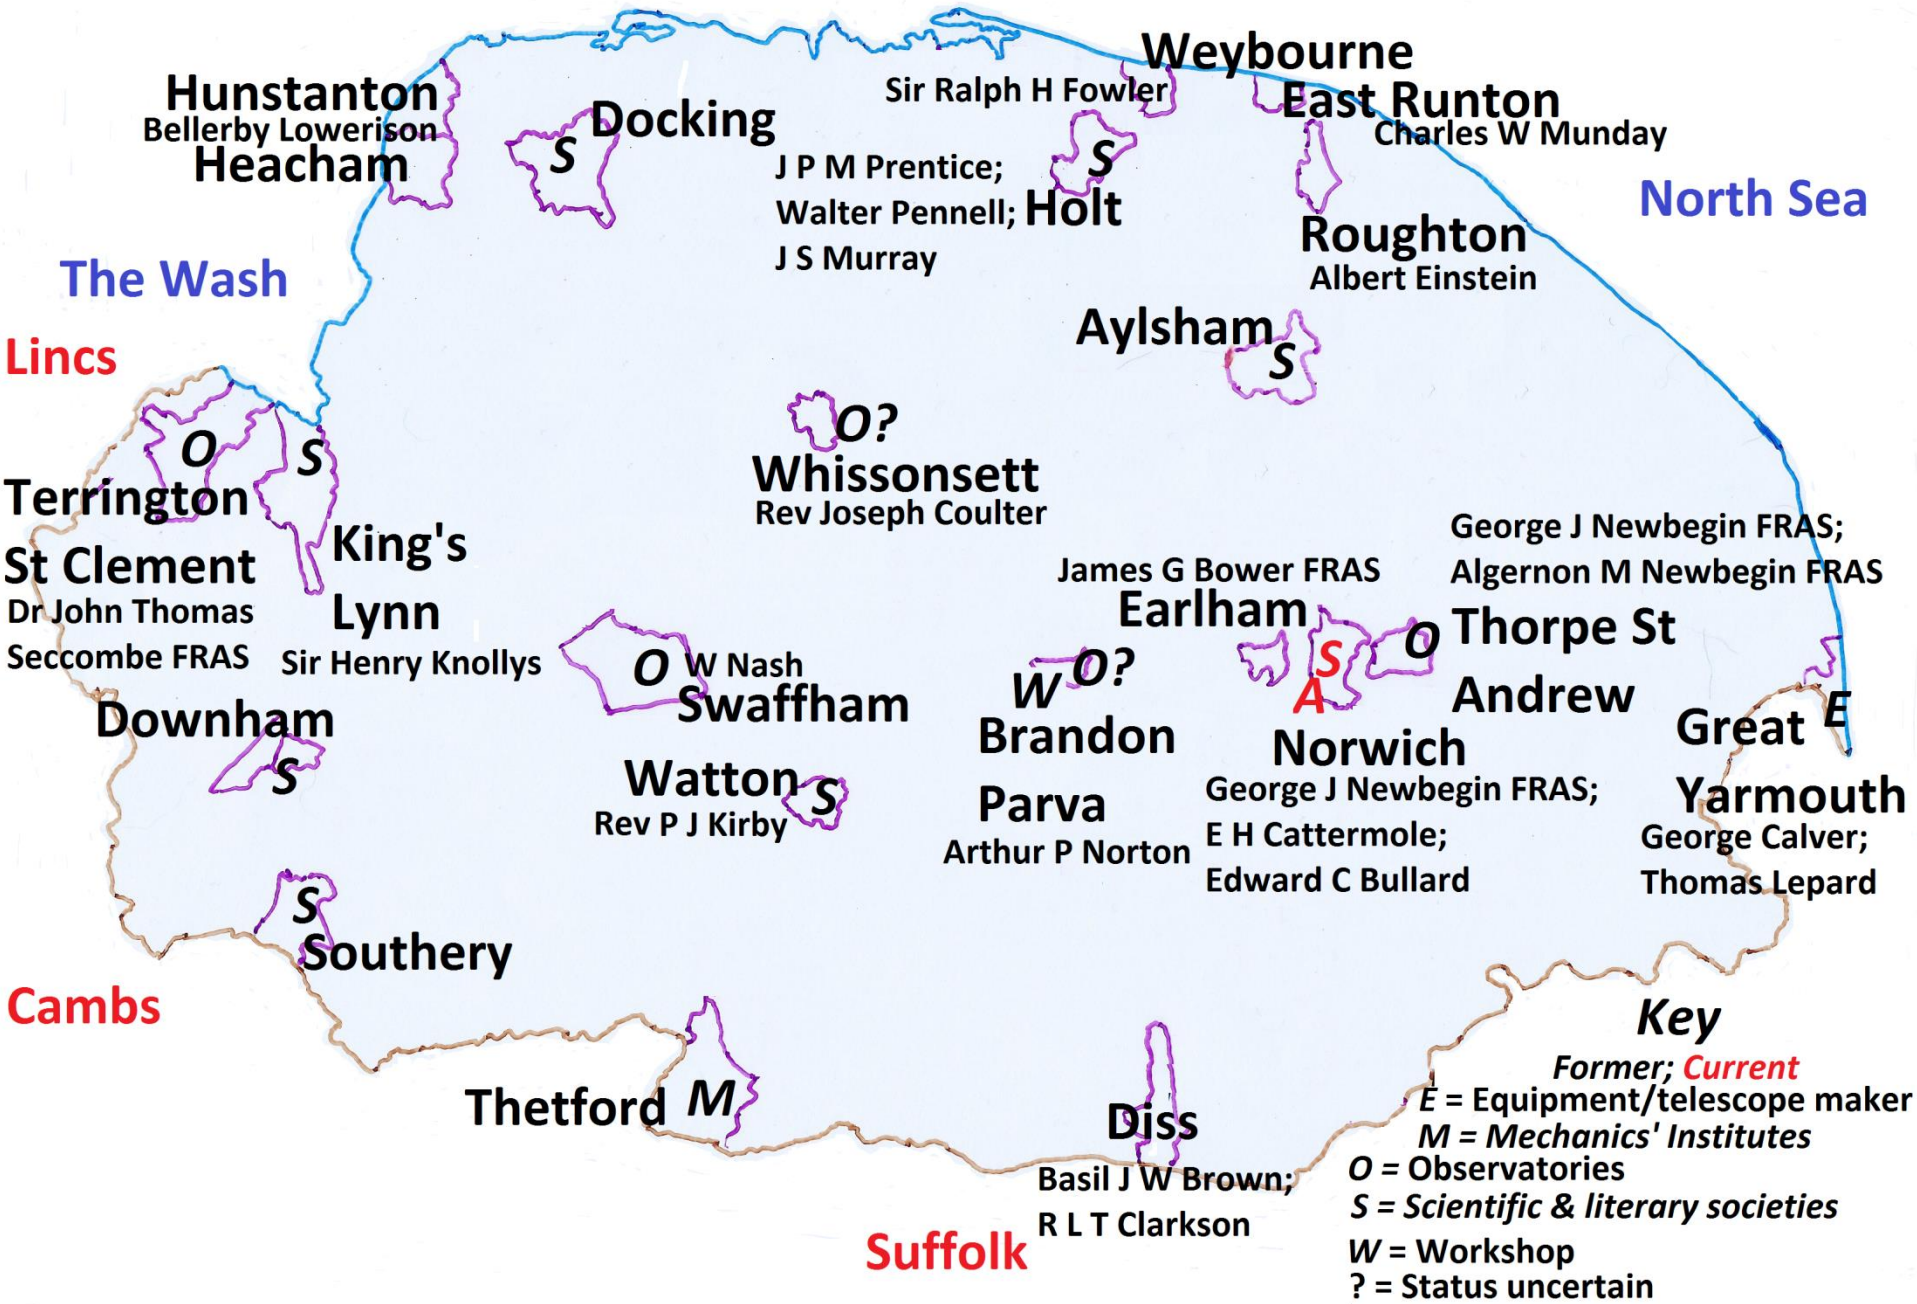 Weybourne
Sir Ralph H Fowler
Hunstanton
Bellerby Lowerison
Heacham
Docking
S
East Runton
Charles W Munday
J P M Prentice;
Walter Pennell;
J S Murray
S
Holt
North Sea
Roughton
Albert Einstein
The Wash
Lincs
Aylsham
S
O?
Whissonsett
Rev Joseph Coulter
O
Terrington
St Clement
Dr John Thomas
Seccombe FRAS
S
King's
Lynn
Sir Henry Knollys
George J Newbegin FRAS;
Algernon M Newbegin FRAS
O Thorpe St
Andrew
James G Bower FRAS
Earlham
S
A
Norwich
George J Newbegin FRAS;
E H Cattermole;
Edward C Bullard
O W Nash
Swaffham
W O?
Brandon
Parva
Arthur P Norton
Downham
S
Watton S
Rev P J Kirby
Great E
Yarmouth
George Calver;
Thomas Lepard
S
Southery
Cambs
Thetford M
Diss
Basil J W Brown;
R L T Clarkson
Suffolk
Key
Former; Current
E = Equipment/telescope maker
M = Mechanics' Institutes
O = Observatories
S = Scientific & literary societies
W = Workshop
? = Status uncertain